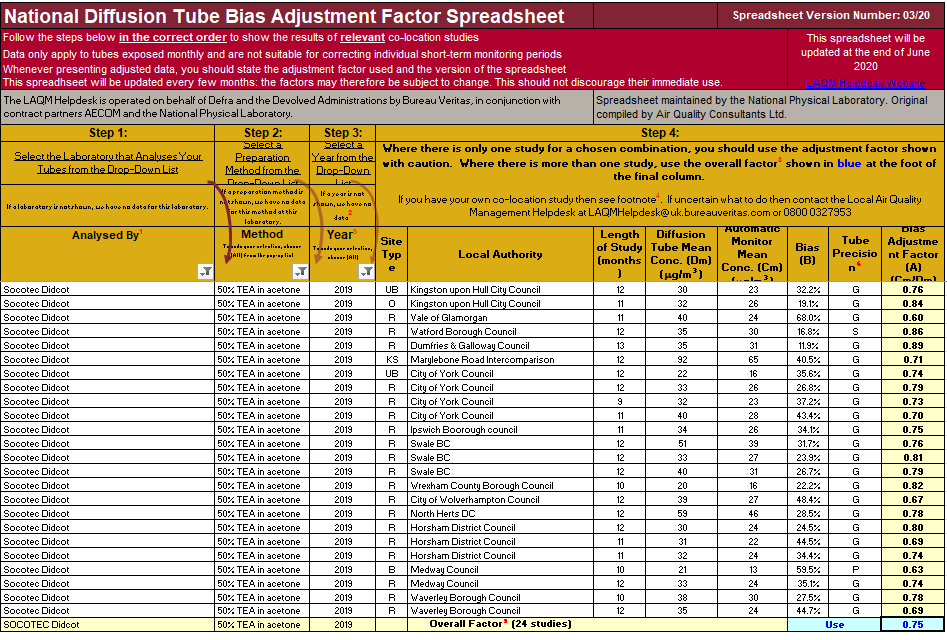 National Diffusion Tube Bias Adjustment Factor Spreadsheet
Spreadsheet Version Number: 03/20
Follow the steps below in the correct order to show the results of relevant co-location studies
Data only apply to tubes exposed monthly and are not suitable for correcting individual short-term monitoring periods
Whenever presenting adjusted data, you should state the adjustment factor used and the version of the spreadsheet
This spreadsheet will be updated every few months: the factors may therefore be subject to change. This should not discourage their immediate use.
This spreadsheet will be
updated at the end of June
2020
LAQM Helpdesk Website
The LAQM Helpdesk is operated on behalf of Defra and the Devolved Administrations by Bureau Veritas, in conjunction with
contract partners AECOM and the National Physical Laboratory.
Spreadsheet maintained by the National Physical Laboratory. Original
compiled by Air Quality Consultants Ltd.
Step 1:
Step 2:
Step 3:
Step 4:
Select the Laboratory that Analyses Your
Tubes from the Drop-Down List
Select a
Preparation
Method from the
Drop-Down List
Select a
Year from the
Drop-Down
List
Where there is only one study for a chosen combination, you should use the adjustment factor shown
with caution. Where there is more than one study, use the overall factor³ shown in blue at the foot of
the final column.
If a laboratory is not shown, we have no data for this laboratory.
If a preparation method is
not shown, we have no data
for this method at this
laboratory.
If a year is not
shown, we have no
data²
If you have your own co-location study then see footnote⁴. If uncertain what to do then contact the Local Air Quality
Management Helpdesk at LAQMHelpdesk@uk.bureauveritas.com or 0800 0327953
Analysed By¹
Method
To undo your selection, choose
(All) from the pop-up list
Year⁵
To undo your selection,
choose (All)
Site
Typ
e
Local Authority
Length
of Study
(months
)
Diffusion
Tube Mean
Conc. (Dm)
(μg/m³)
Automatic
Monitor
Mean
Conc. (Cm)
(μg/m³)
Bias
(B)
Tube
Precisio
n⁶
Bias
Adjustme
nt Factor
(A)
(Cm/Dm)
Socotec Didcot 50% TEA in acetone 2019 UB Kingston upon Hull City Council 12 30 23 32.2% G 0.76
Socotec Didcot 50% TEA in acetone 2019 O Kingston upon Hull City Council 11 32 26 19.1% G 0.84
Socotec Didcot 50% TEA in acetone 2019 R Vale of Glamorgan 11 40 24 68.0% G 0.60
Socotec Didcot 50% TEA in acetone 2019 R Watford Borough Council 12 35 30 16.8% S 0.86
Socotec Didcot 50% TEA in acetone 2019 R Dumfries & Galloway Council 13 35 31 11.9% G 0.89
Socotec Didcot 50% TEA in acetone 2019 KS Marylebone Road Intercomparison 12 92 65 40.5% G 0.71
Socotec Didcot 50% TEA in acetone 2019 UB City of York Council 12 22 16 35.6% G 0.74
Socotec Didcot 50% TEA in acetone 2019 R City of York Council 12 33 26 26.8% G 0.79
Socotec Didcot 50% TEA in acetone 2019 R City of York Council 9 32 23 37.2% G 0.73
Socotec Didcot 50% TEA in acetone 2019 R City of York Council 11 40 28 43.4% G 0.70
Socotec Didcot 50% TEA in acetone 2019 R Ipswich Boorough council 11 34 26 34.1% G 0.75
Socotec Didcot 50% TEA in acetone 2019 R Swale BC 12 51 39 31.7% G 0.76
Socotec Didcot 50% TEA in acetone 2019 R Swale BC 12 33 27 23.9% G 0.81
Socotec Didcot 50% TEA in acetone 2019 R Swale BC 12 40 31 26.7% G 0.79
Socotec Didcot 50% TEA in acetone 2019 R Wrexham County Borough Council 10 20 16 22.2% G 0.82
Socotec Didcot 50% TEA in acetone 2019 R City of Wolverhampton Council 12 39 27 48.4% G 0.67
Socotec Didcot 50% TEA in acetone 2019 R North Herts DC 12 59 46 28.5% G 0.78
Socotec Didcot 50% TEA in acetone 2019 R Horsham District Council 12 30 24 24.5% G 0.80
Socotec Didcot 50% TEA in acetone 2019 R Horsham District Council 11 31 22 44.5% G 0.69
Socotec Didcot 50% TEA in acetone 2019 R Horsham District Council 11 32 24 34.4% G 0.74
Socotec Didcot 50% TEA in acetone 2019 B Medway Council 10 21 13 59.5% P 0.63
Socotec Didcot 50% TEA in acetone 2019 R Medway Council 12 33 24 35.1% G 0.74
Socotec Didcot 50% TEA in acetone 2019 R Waverley Borough Council 10 38 30 27.5% G 0.78
Socotec Didcot 50% TEA in acetone 2019 R Waverley Borough Council 12 35 24 44.7% G 0.69
SOCOTEC Didcot 50% TEA in acetone 2019 Overall Factor³ (24 studies) Use 0.75